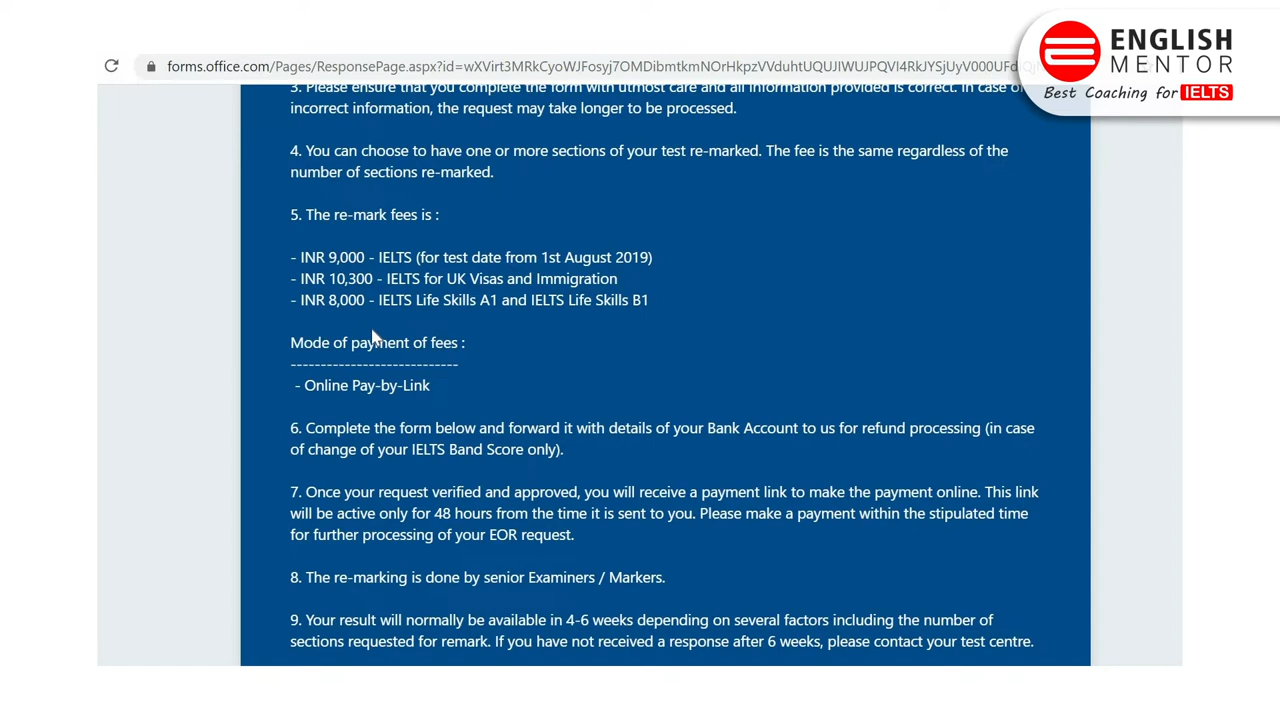 forms.office.com/Pages/ResponsePage.aspx?id=
ENGLISH
MENTOR
Best Coaching for IELTS
3. Please ensure that you complete the form with utmost care and all information provided is correct. In case of
incorrect information, the request may take longer to be processed.
4. You can choose to have one or more sections of your test re-marked. The fee is the same regardless of the
number of sections re-marked.
5. The re-mark fees is :
- INR 9,000 - IELTS (for test date from 1st August 2019)
- INR 10,300 - IELTS for UK Visas and Immigration
- INR 8,000 - IELTS Life Skills A1 and IELTS Life Skills B1
Mode of payment of fees :
----------------------------
- Online Pay-by-Link
6. Complete the form below and forward it with details of your Bank Account to us for refund processing (in case
of change of your IELTS Band Score only).
7. Once your request verified and approved, you will receive a payment link to make the payment online. This link
will be active only for 48 hours from the time it is sent to you. Please make a payment within the stipulated time
for further processing of your EOR request.
8. The re-marking is done by senior Examiners / Markers.
9. Your result will normally be available in 4-6 weeks depending on several factors including the number of
sections requested for remark. If you have not received a response after 6 weeks, please contact your test centre.